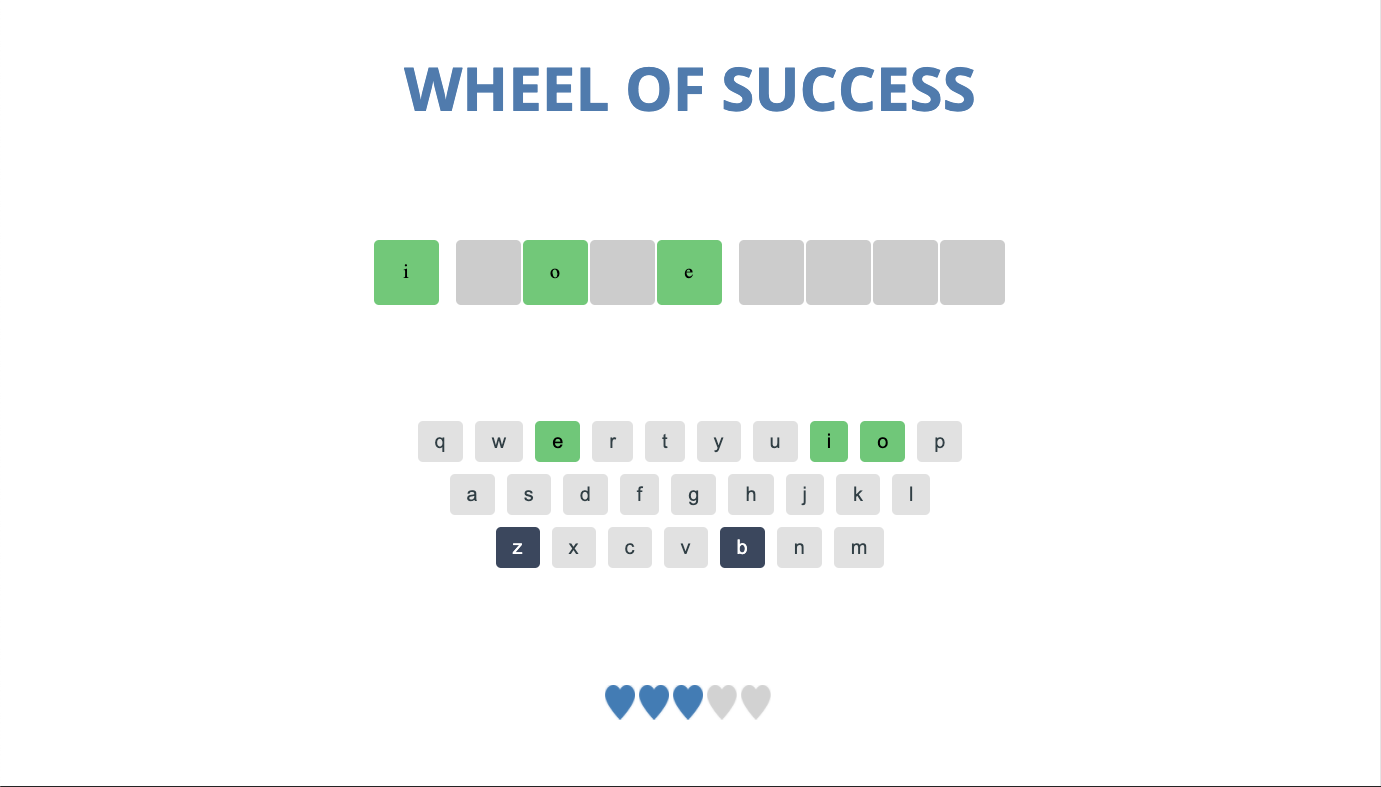 WHEEL OF SUCCESS
i o e
q w e r t y u i o p
a s d f g h j k l
z x c v b n m